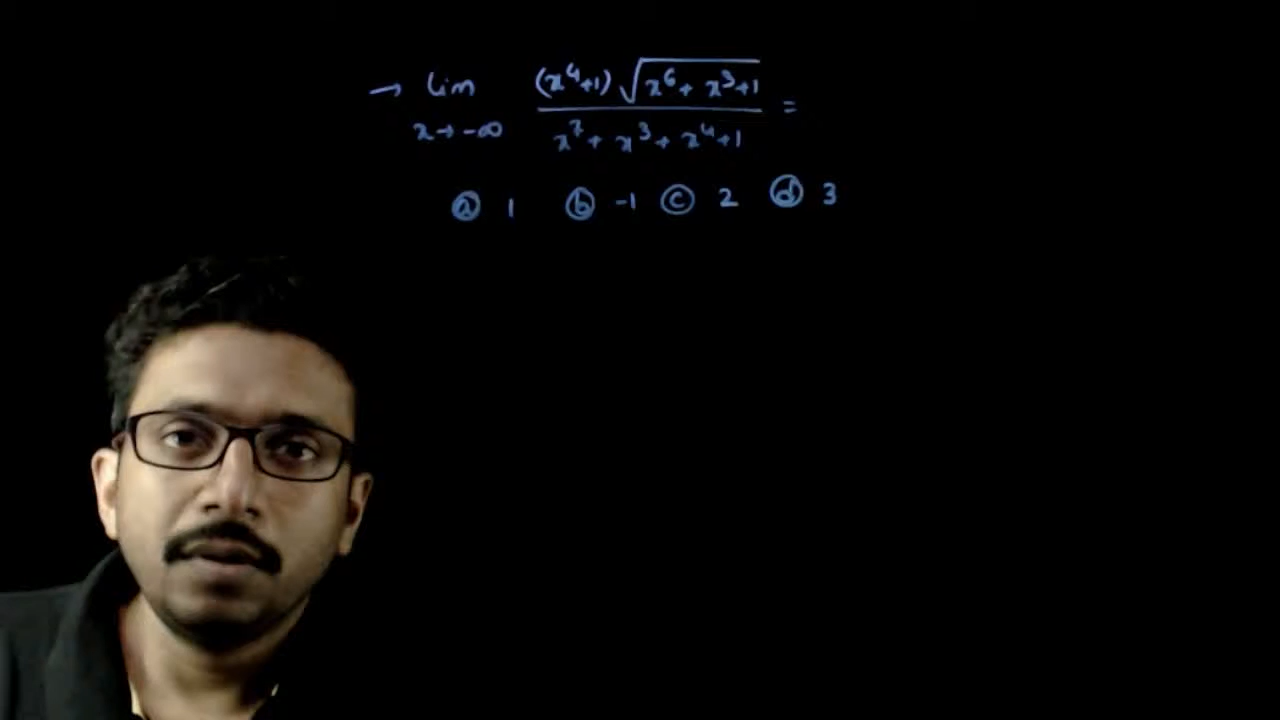 → lim (x⁴+1) √(x⁶ + x³+1) =
x→ -∞ x⁷ + x³ + x⁴+1
ⓐ 1 ⓑ -1 ⓒ 2 ⓓ 3